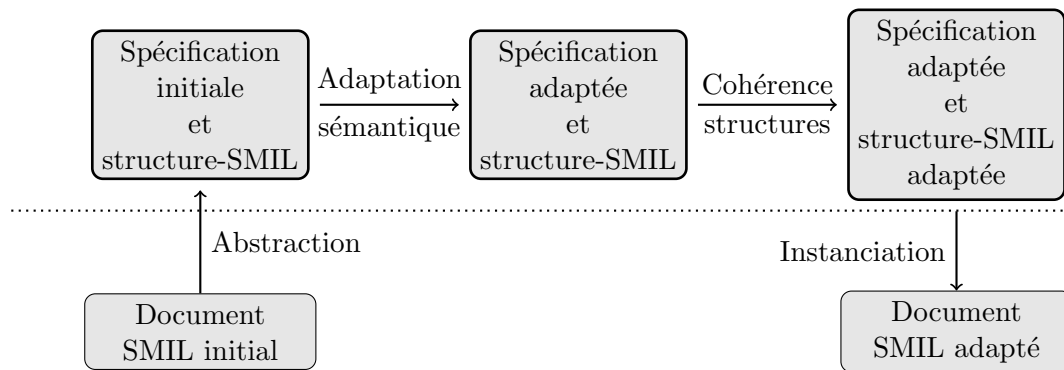 Spécification
initiale
et
structure-SMIL
Adaptation
sémantique
Spécification
adaptée
et
structure-SMIL
Cohérence
structures
Spécification
adaptée
et
structure-SMIL
adaptée
Abstraction
Instanciation
Document
SMIL initial
Document
SMIL adapté